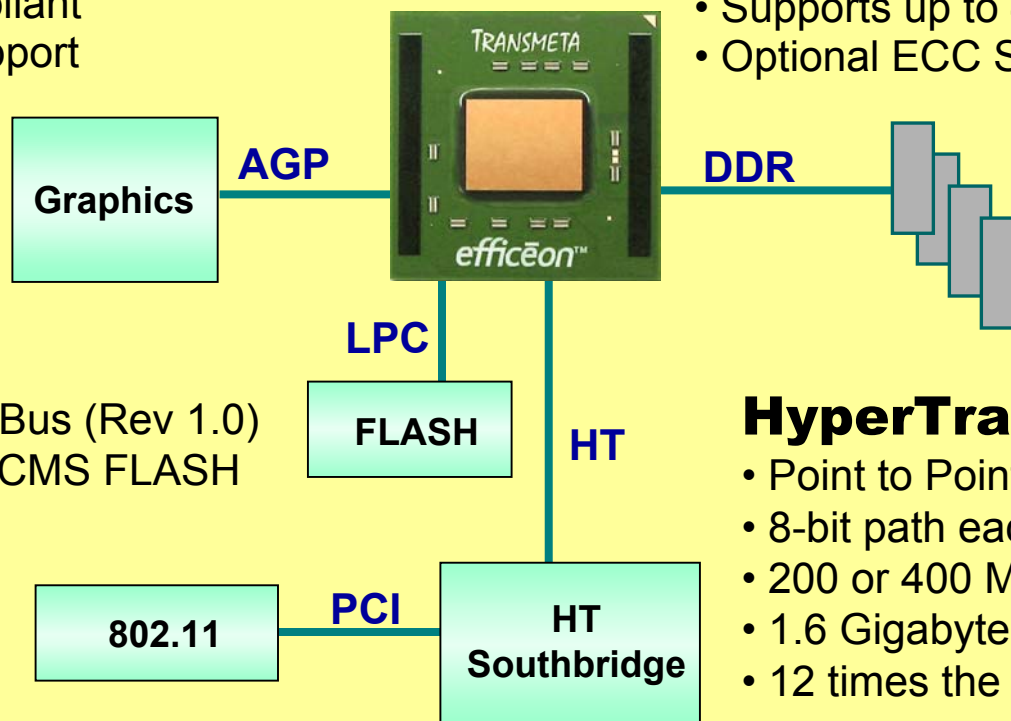 pliant
port
• Supports up to
• Optional ECC S
TRANSMETA
efficēon™
Graphics
AGP
DDR
LPC
FLASH
HT
Bus (Rev 1.0)
CMS FLASH
HyperTra
• Point to Poin
• 8-bit path eac
• 200 or 400 M
• 1.6 Gigabyte
• 12 times the
802.11
PCI
HT
Southbridge